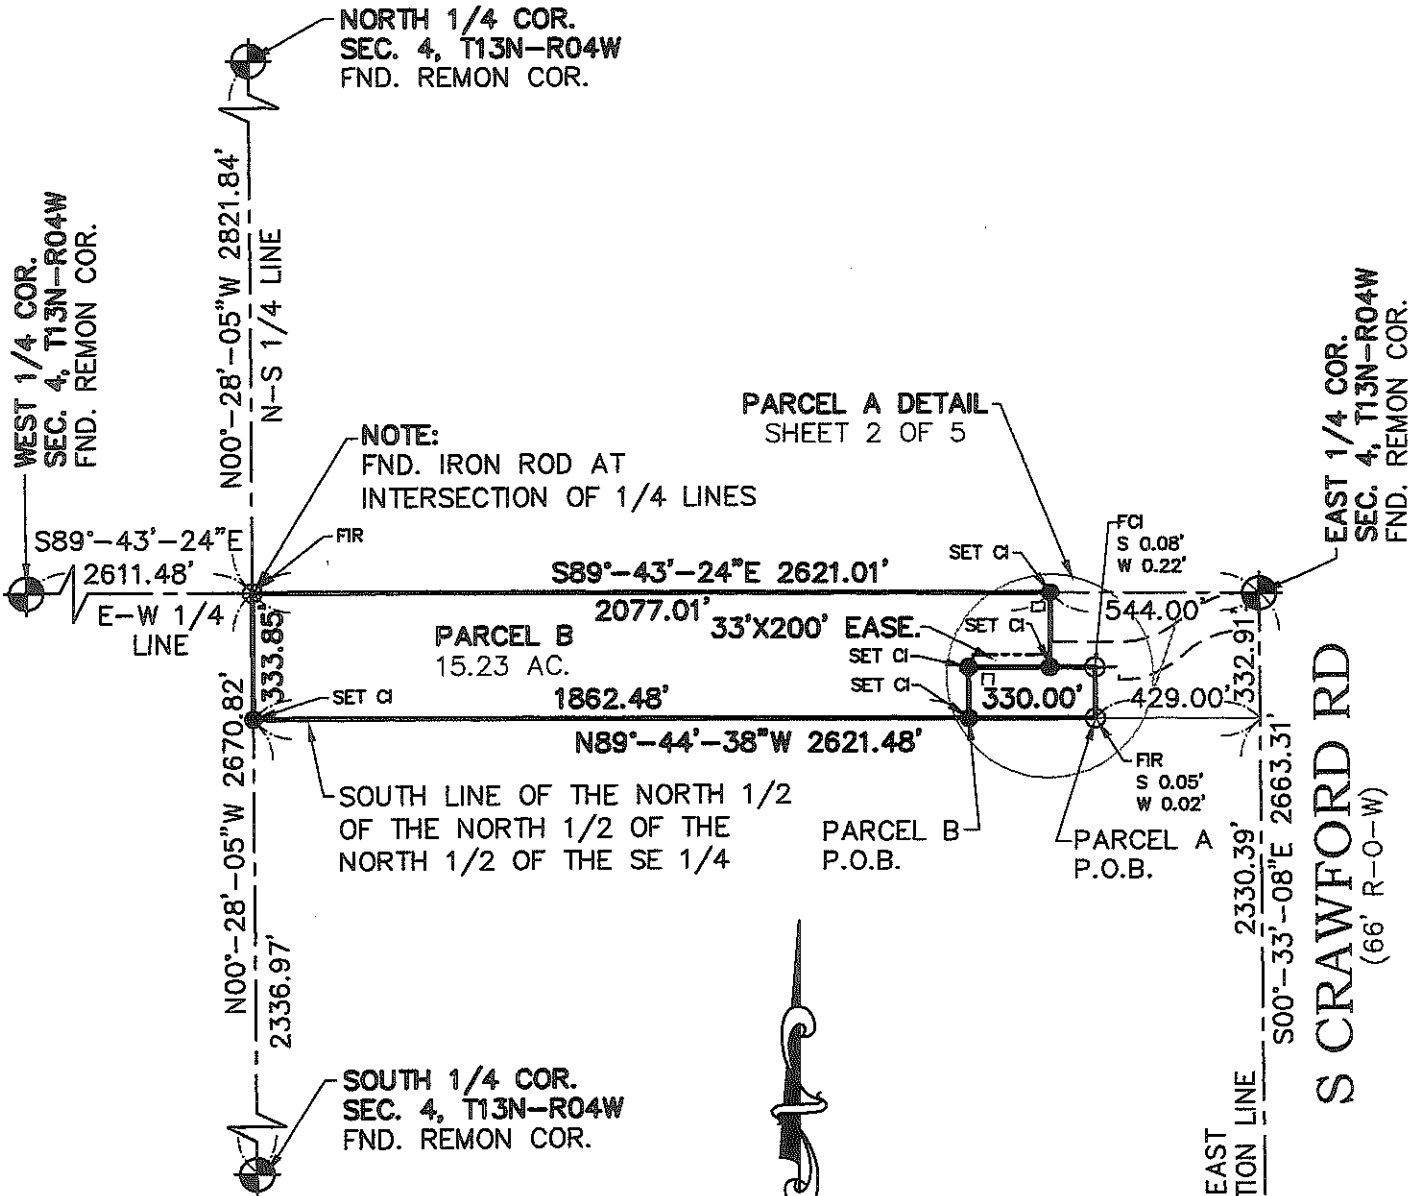 NORTH 1/4 COR.
SEC. 4, T13N-R04W
FND. REMON COR.
N00°-28'-05"W 2821.84'
N-S 1/4 LINE
WEST 1/4 COR.
SEC. 4, T13N-R04W
FND. REMON COR.
EAST 1/4 COR.
SEC. 4, T13N-R04W
FND. REMON COR.
PARCEL A DETAIL
SHEET 2 OF 5
NOTE:
FND. IRON ROD AT
INTERSECTION OF 1/4 LINES
S89°-43'-24"E
2611.48'
E-W 1/4
LINE
FIR
SET CI
FCI
S 0.08'
W 0.22'
S89°-43'-24"E 2621.01'
2077.01'
544.00'
333.85'
PARCEL B
15.23 AC.
33'X200' EASE.
SET CI
SET CI
SET CI
332.91'
SET CI
1862.48'
330.00'
429.00'
N89°-44'-38"W 2621.48'
FIR
S 0.05'
W 0.02'
SOUTH LINE OF THE NORTH 1/2
OF THE NORTH 1/2 OF THE
NORTH 1/2 OF THE SE 1/4
PARCEL B
P.O.B.
PARCEL A
P.O.B.
N00°-28'-05"W 2670.82'
2336.97'
2330.39'
S00°-33'-08"E 2663.31'
S CRAWFORD RD
(66' R-O-W)
SOUTH 1/4 COR.
SEC. 4, T13N-R04W
FND. REMON COR.
EAST
TION LINE